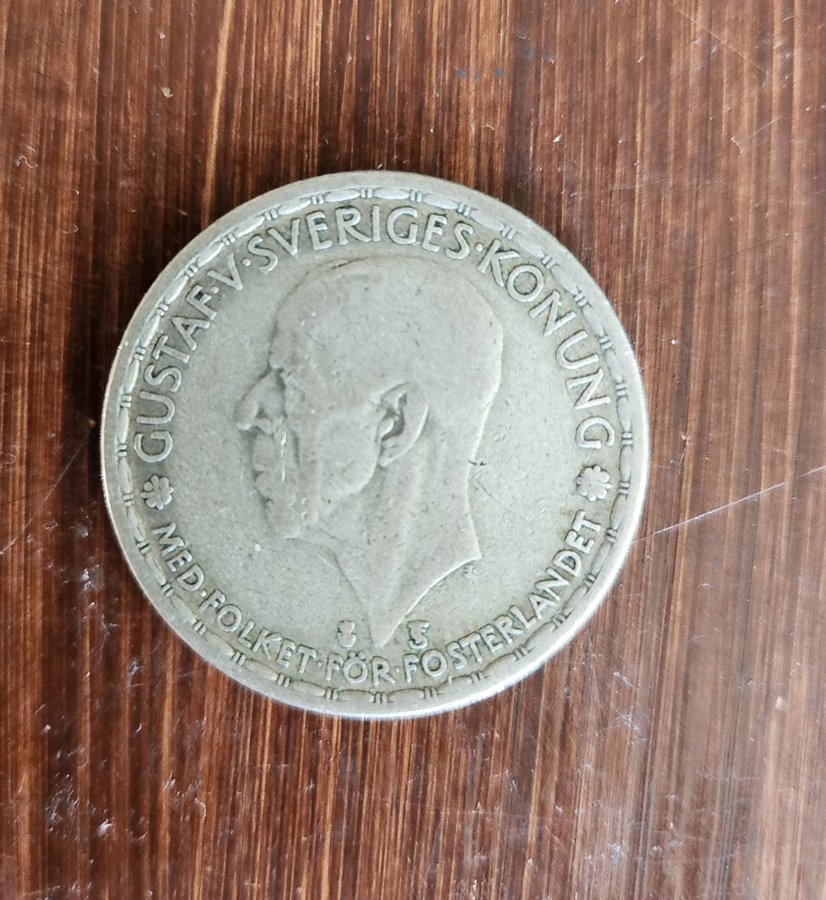 GUSTAF·V·SVERIGES·KONUNG
MED·FOLKET·FÖR·FOSTERLANDET